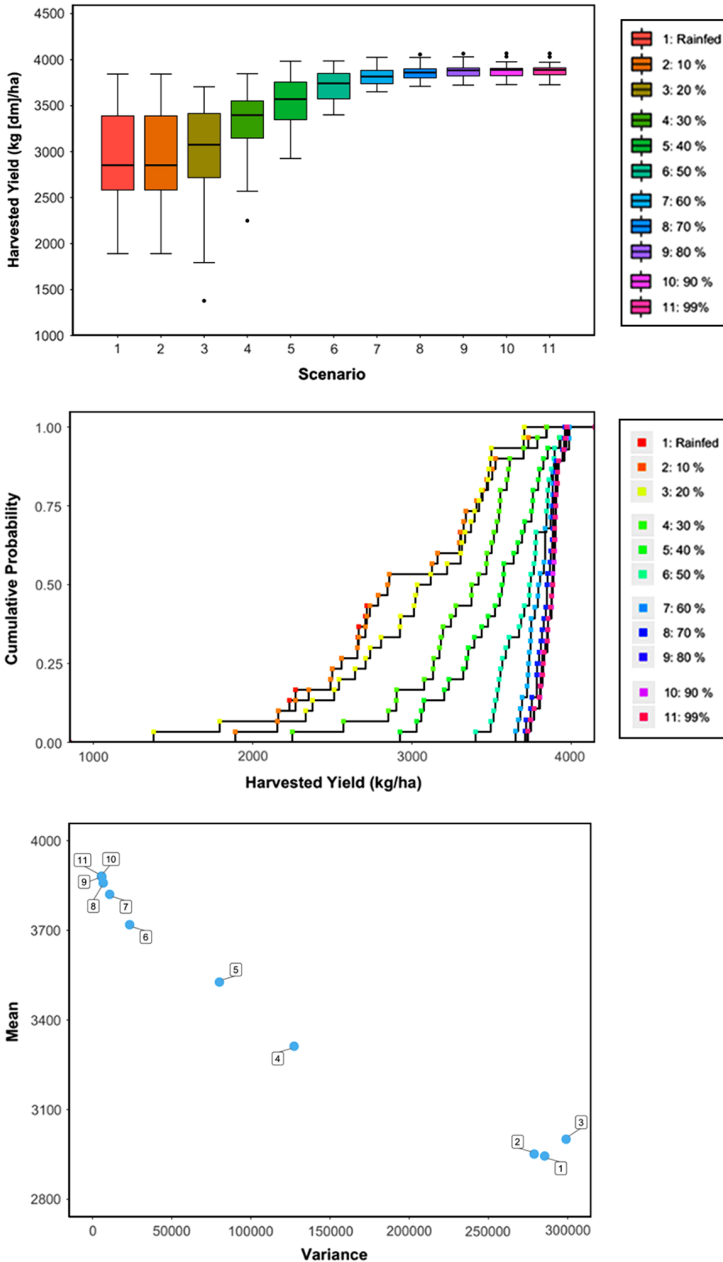 4500
4000
3500
3000
2500
2000
1500
1000
Harvested Yield (kg [dm]/ha)
1 2 3 4 5 6 7 8 9 10 11
Scenario
1: Rainfed
2: 10 %
3: 20 %
4: 30 %
5: 40 %
6: 50 %
7: 60 %
8: 70 %
9: 80 %
10: 90 %
11: 99%
1.00
0.75
0.50
0.25
0.00
Cumulative Probability
1000 2000 3000 4000
Harvested Yield (kg/ha)
1: Rainfed
2: 10 %
3: 20 %
4: 30 %
5: 40 %
6: 50 %
7: 60 %
8: 70 %
9: 80 %
10: 90 %
11: 99%
4000
3700
3400
3100
2800
Mean
11
10
9
8
7
6
5
4
3
2
1
0 50000 100000 150000 200000 250000 300000
Variance